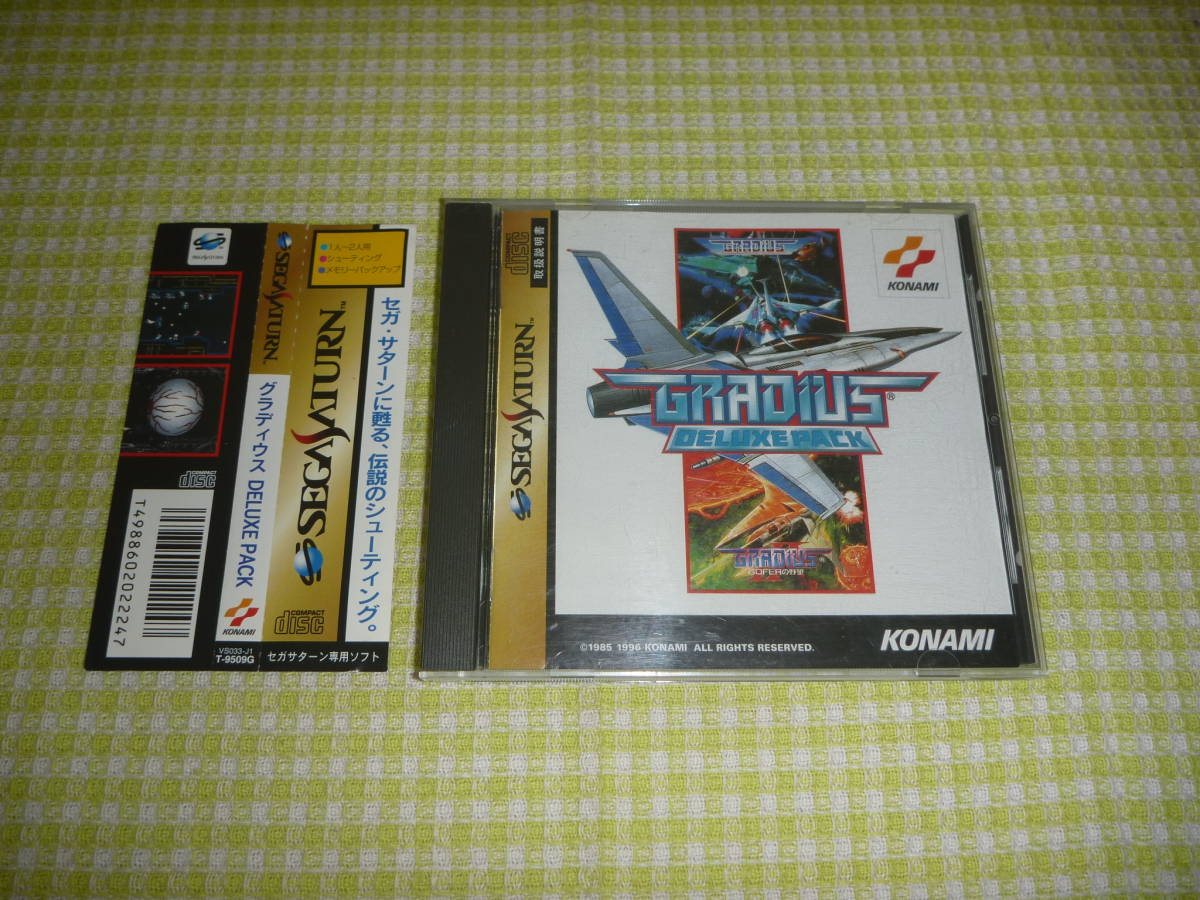 ●1人~2人用
●シューティング
●メモリーバックアップ
セガ・サターンに甦る、伝説のシューティング。
SEGA SATURN™
COMPACT
disc
セガサターン専用ソフト
SEGA SATURN™
グラディウス DELUXE PACK
KONAMI
VS033-J1
T-9509G
COMPACT
disc
T4988602022247
COMPACT
disc
取扱説明書
SEGA SATURN™
GRADIUS
KONAMI
GRADIUS®
DELUXE PACK
GRADIUS
GOFERの野望
©1985 1996 KONAMI ALL RIGHTS RESERVED.
KONAMI